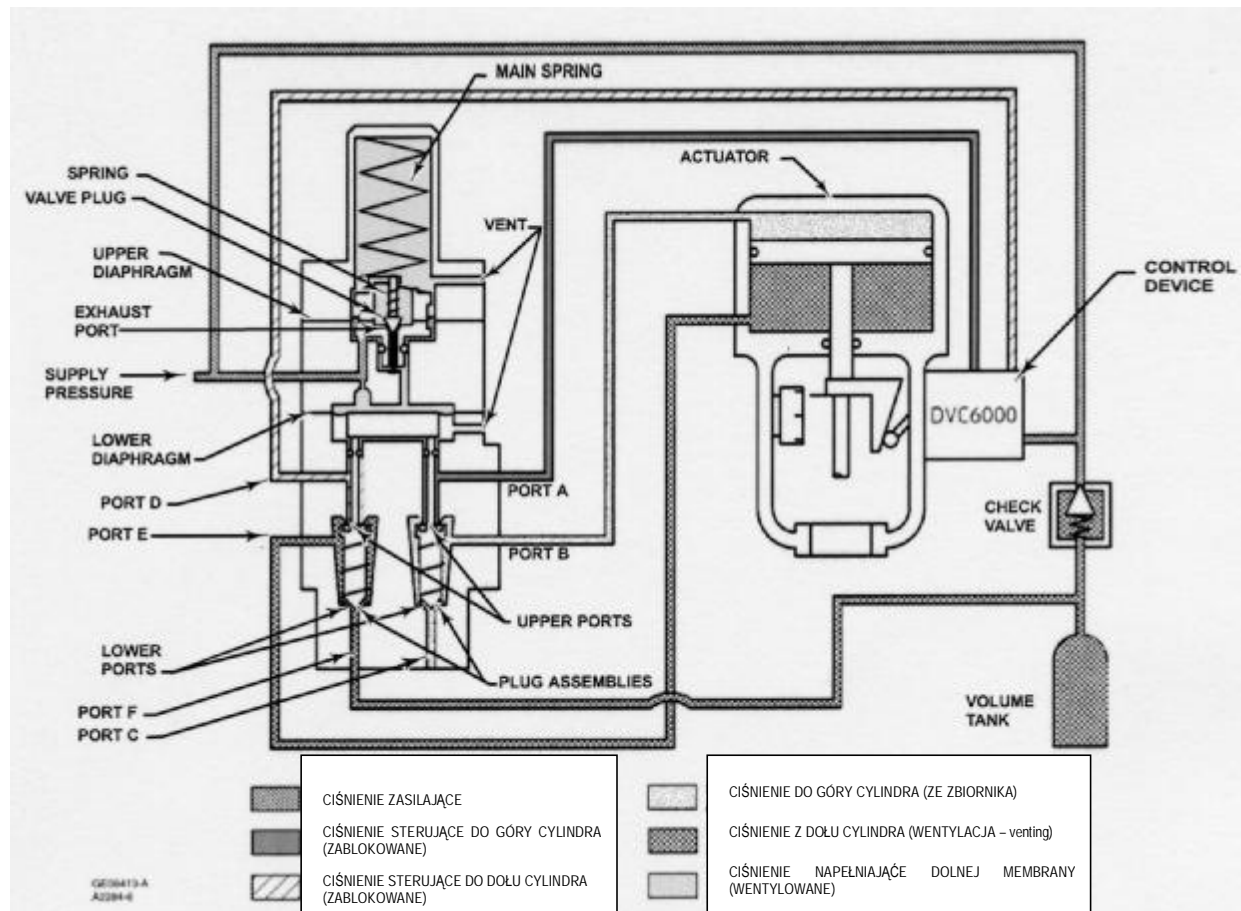 MAIN SPRING
SPRING
VALVE PLUG
UPPER
DIAPHRAGM
EXHAUST
PORT
SUPPLY
PRESSURE
LOWER
DIAPHRAGM
PORT D
PORT E
LOWER
PORTS
PORT F
PORT C
VENT
PORT A
PORT B
UPPER PORTS
PLUG ASSEMBLIES
ACTUATOR
CONTROL
DEVICE
DVC6000
CHECK
VALVE
VOLUME
TANK
CIŚNIENIE ZASILAJĄCE
CIŚNIENIE STERUJĄCE DO GÓRY CYLINDRA
(ZABLOKOWANE)
CIŚNIENIE STERUJĄCE DO DOŁU CYLINDRA
(ZABLOKOWANE)
CIŚNIENIE DO GÓRY CYLINDRA (ZE ZBIORNIKA)
CIŚNIENIE Z DOŁU CYLINDRA (WENTYLACJA – venting)
CIŚNIENIE NAPEŁNIAJĄĆE DOLNEJ MEMBRANY
(WENTYLOWANE)